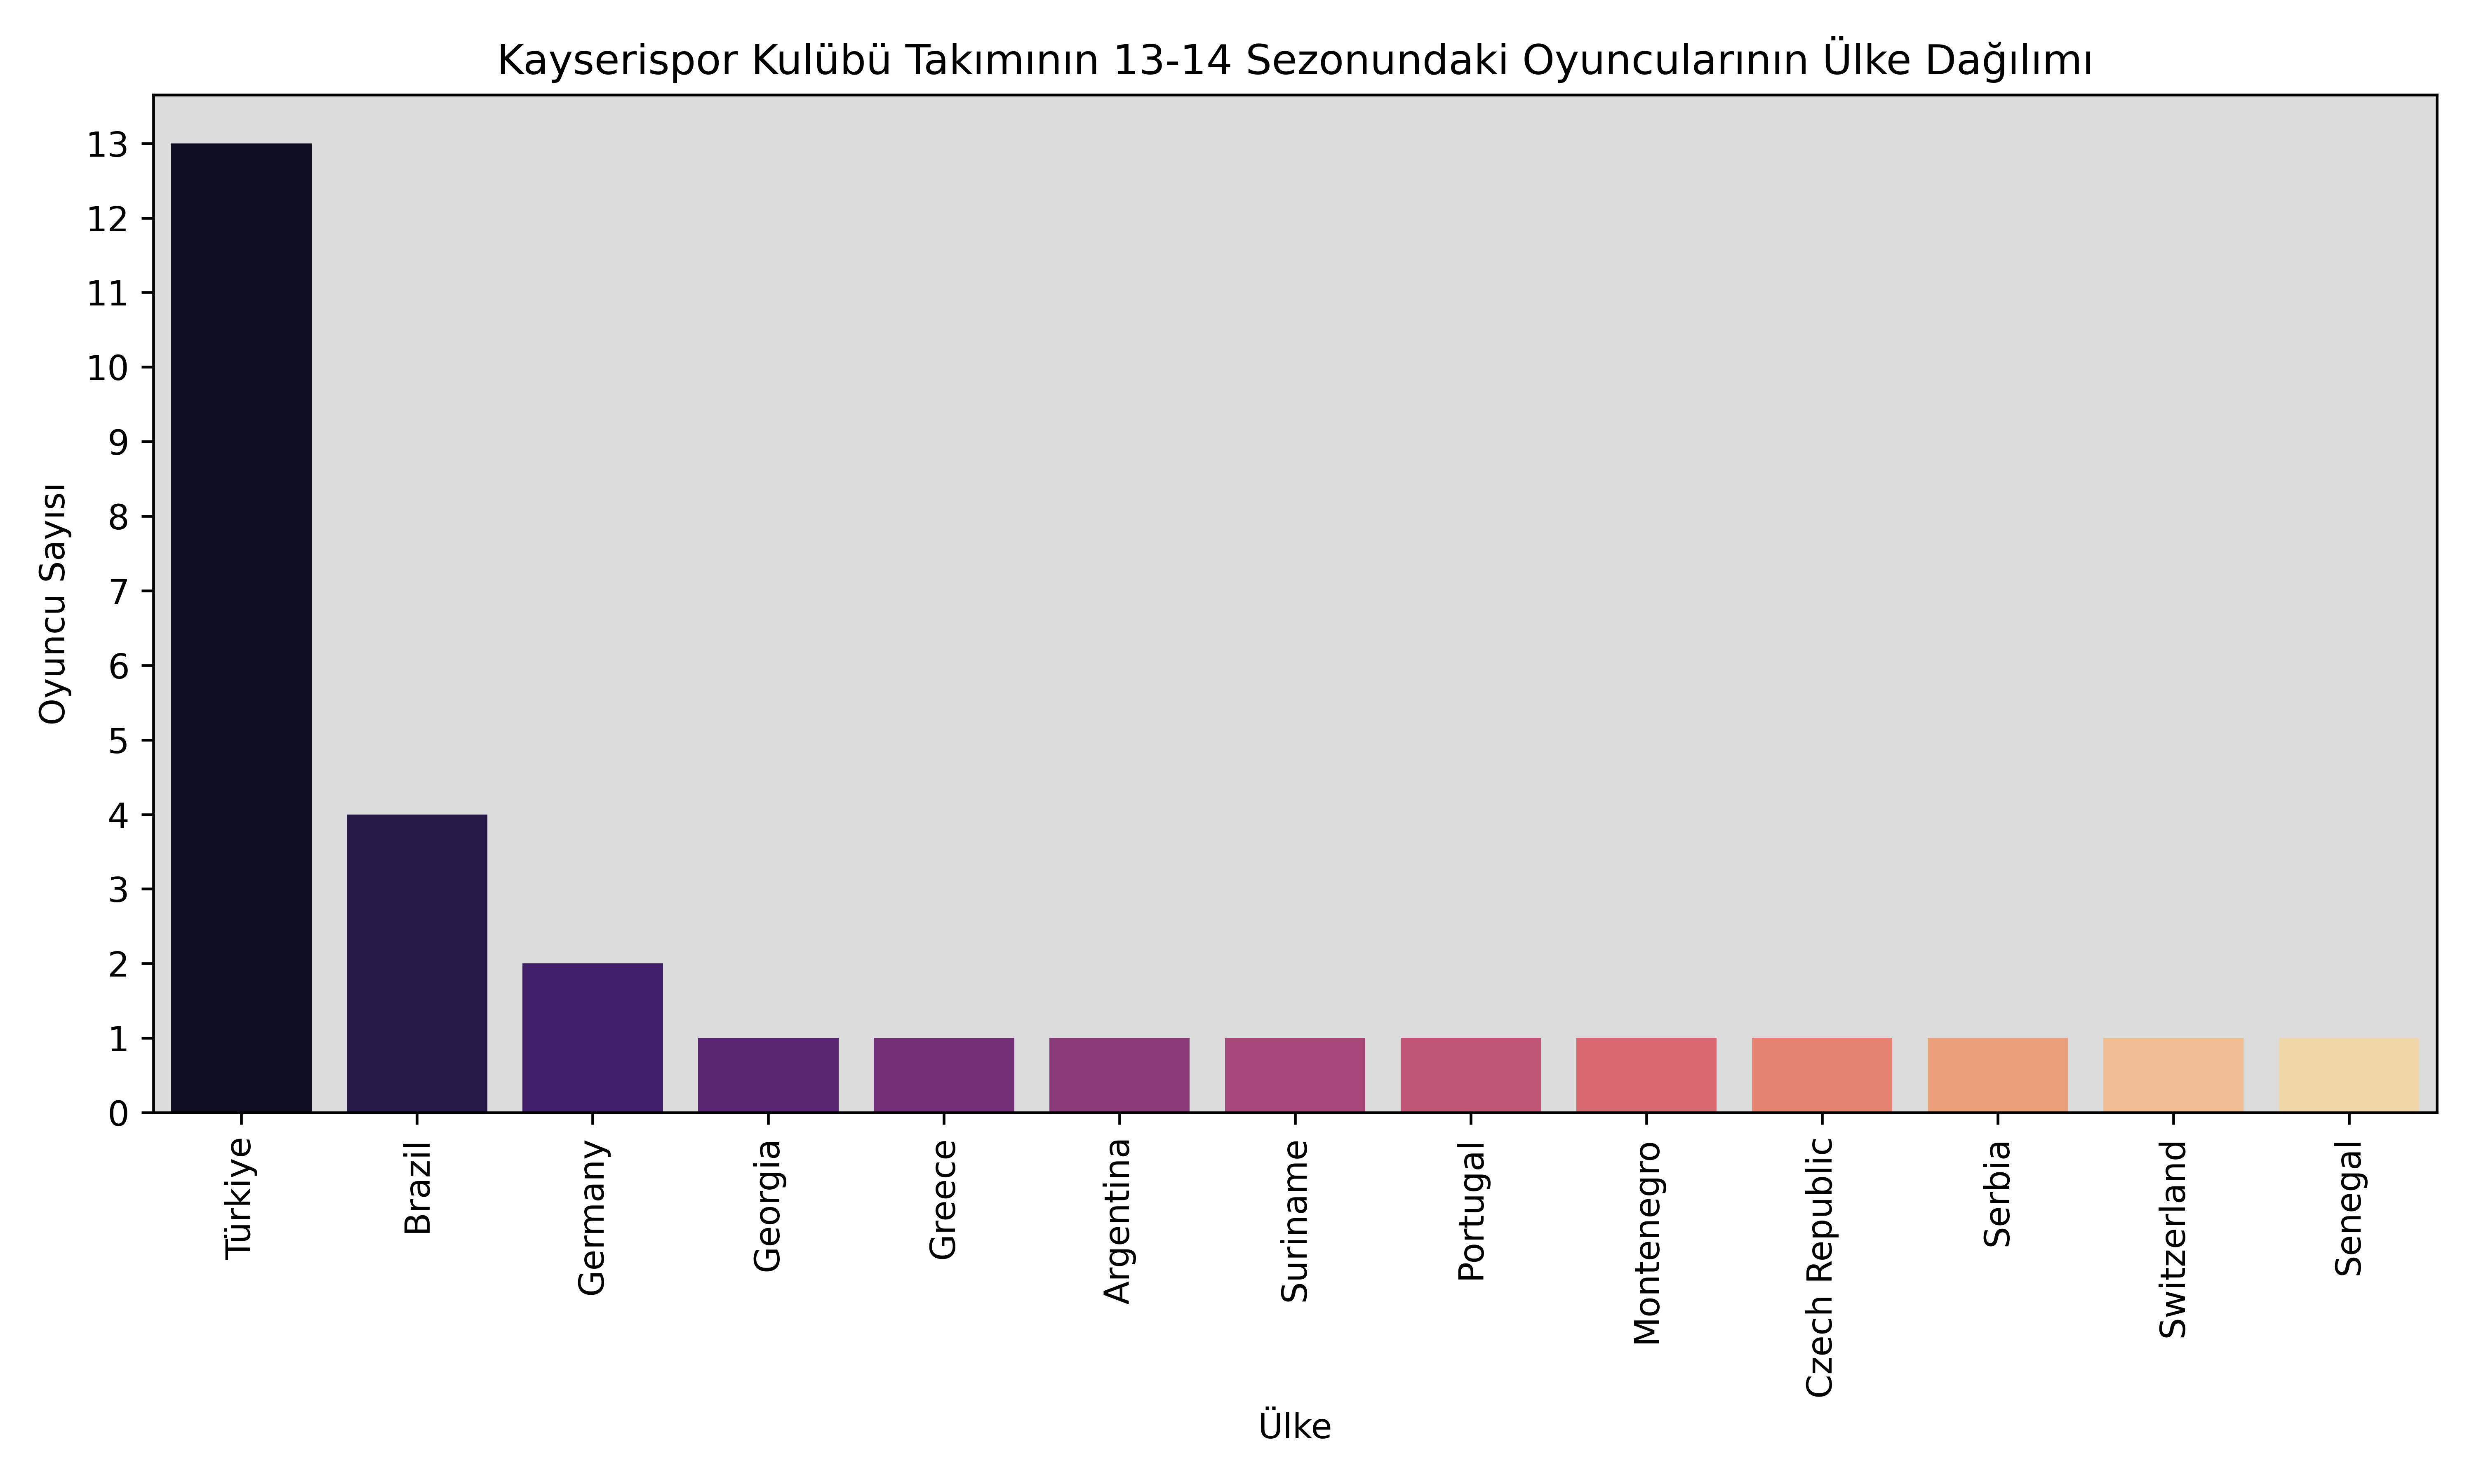 Kayserispor Kulübü Takımının 13-14 Sezonundaki Oyuncularının Ülke Dağılımı
Oyuncu Sayısı
13
12
11
10
9
8
7
6
5
4
3
2
1
0
Türkiye
Brazil
Germany
Georgia
Greece
Argentina
Suriname
Portugal
Montenegro
Czech Republic
Serbia
Switzerland
Senegal
Ülke